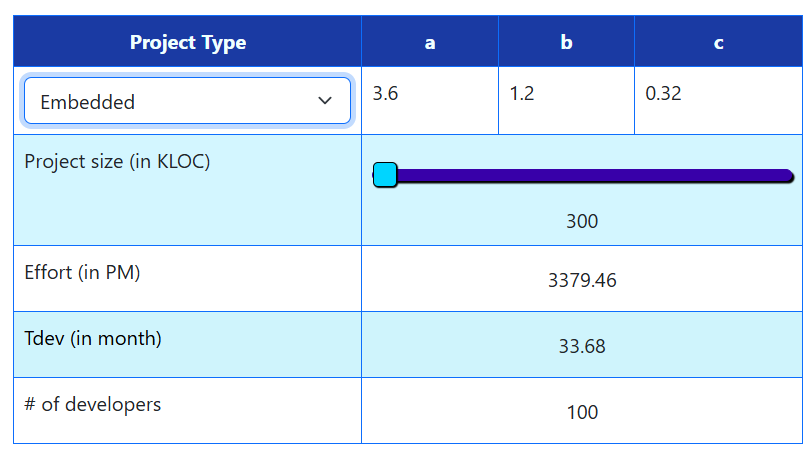 Project Type a b c
Embedded 3.6 1.2 0.32
Project size (in KLOC)
300
Effort (in PM) 3379.46
Tdev (in month) 33.68
# of developers 100